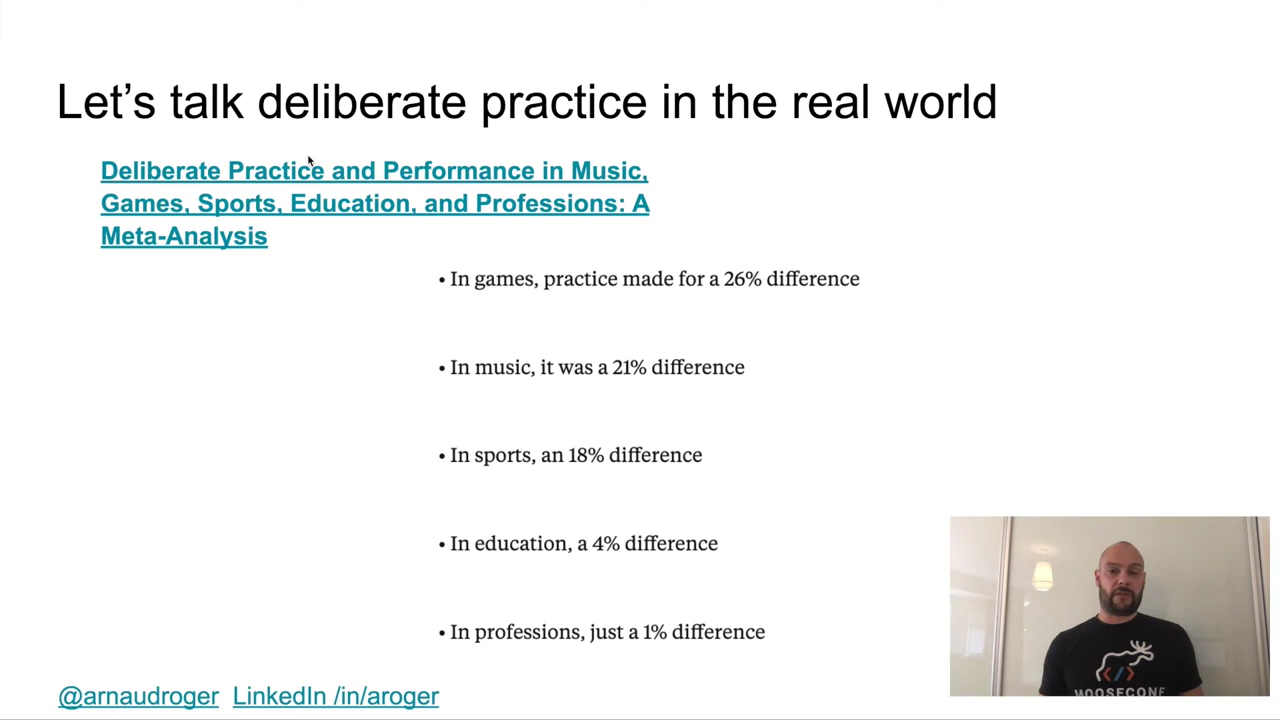 Let's talk deliberate practice in the real world
Deliberate Practice and Performance in Music,
Games, Sports, Education, and Professions: A
Meta-Analysis
• In games, practice made for a 26% difference
• In music, it was a 21% difference
• In sports, an 18% difference
• In education, a 4% difference
• In professions, just a 1% difference
@arnaudroger LinkedIn /in/aroger
</> 
MOOSECONF